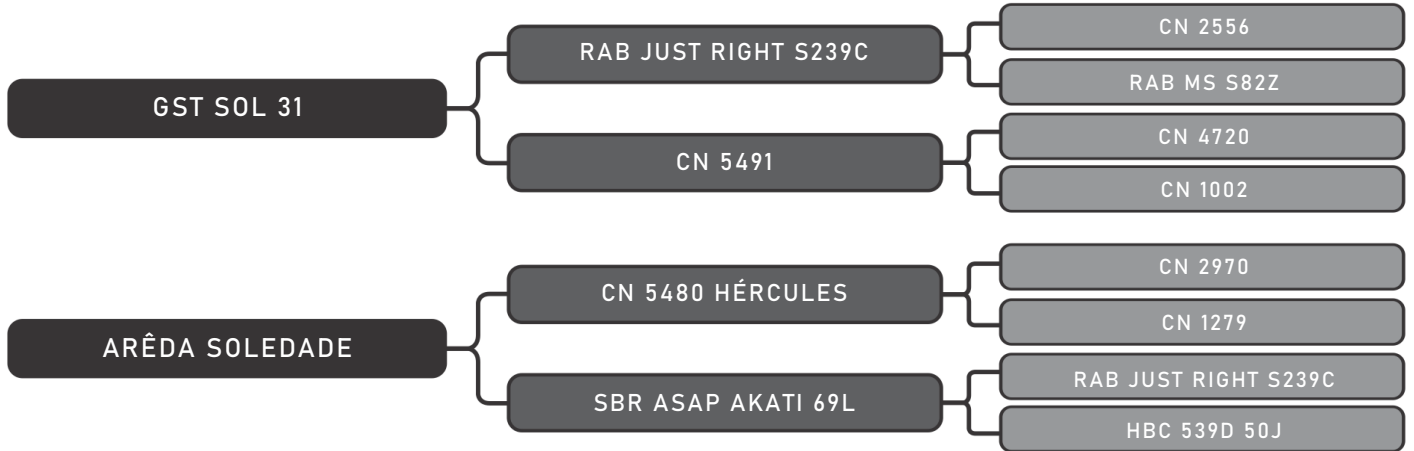 GST SOL 31
RAB JUST RIGHT S239C
CN 2556
RAB MS S82Z
CN 5491
CN 4720
CN 1002
ARÊDA SOLEDADE
CN 5480 HÉRCULES
CN 2970
CN 1279
SBR ASAP AKATI 69L
RAB JUST RIGHT S239C
HBC 539D 50J